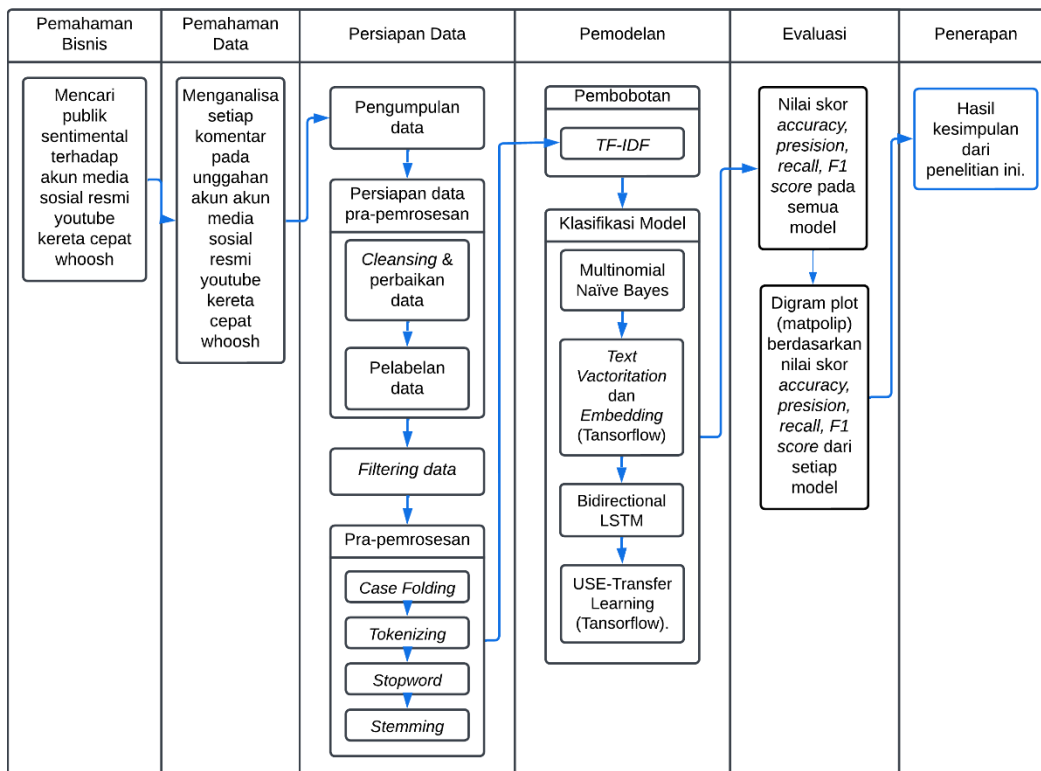 Pemahaman
Bisnis
Pemahaman
Data
Persiapan Data
Pemodelan
Evaluasi
Penerapan
Mencari
publik
sentimental
terhadap
akun media
sosial resmi
youtube
kereta cepat
whoosh
Menganalisa
setiap
komentar
pada
unggahan
akun akun
media
sosial
resmi
youtube
kereta
cepat
whoosh
Pengumpulan
data
Persiapan data
pra-pemrosesan
Cleansing &
perbaikan
data
Pelabelan
data
Filtering data
Pra-pemrosesan
Case Folding
Tokenizing
Stopword
Stemming
Pembobotan
TF-IDF
Klasifikasi Model
Multinomial
Naïve Bayes
Text
Vactoritation
dan
Embedding
(Tansorflow)
Bidirectional
LSTM
USE-Transfer
Learning
(Tansorflow).
Nilai skor
accuracy,
presision,
recall, F1
score pada
semua
model
Digram plot
(matpolip)
berdasarkan
nilai skor
accuracy,
presision,
recall, F1
score dari
setiap
model
Hasil
kesimpulan
dari
penelitian ini.